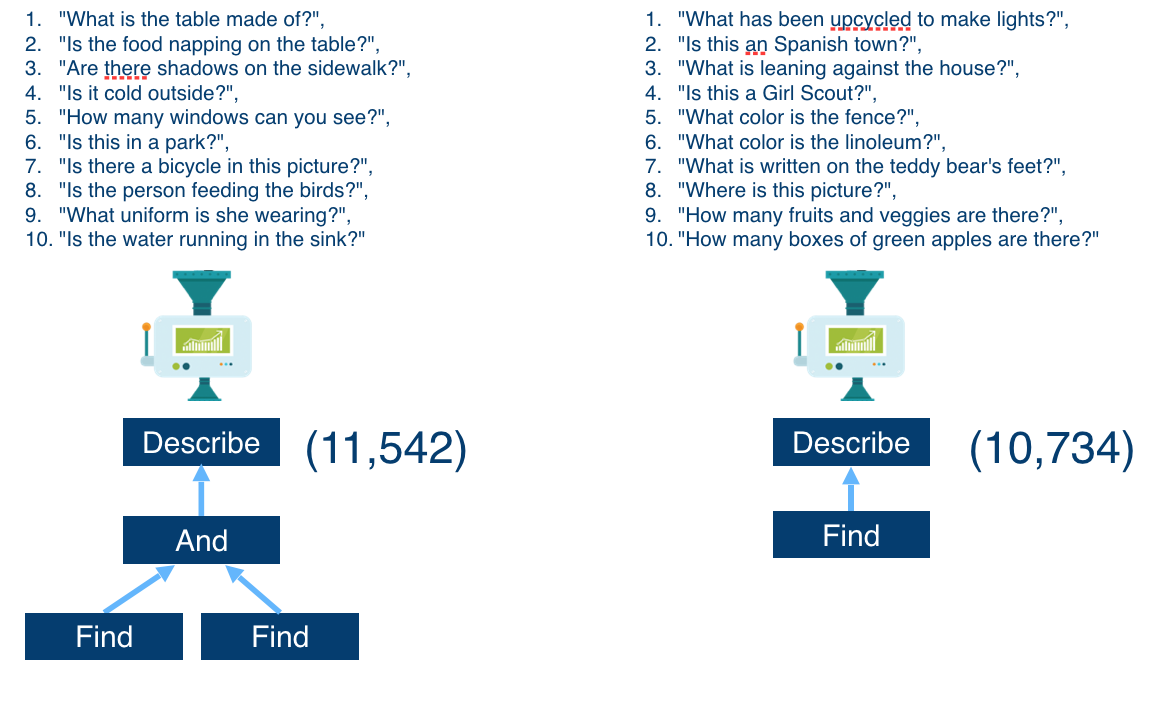 1. "What is the table made of?",
2. "Is the food napping on the table?",
3. "Are there shadows on the sidewalk?",
4. "Is it cold outside?",
5. "How many windows can you see?",
6. "Is this in a park?",
7. "Is there a bicycle in this picture?",
8. "Is the person feeding the birds?",
9. "What uniform is she wearing?",
10. "Is the water running in the sink?"
Describe (11,542)
And
Find Find
1. "What has been upcycled to make lights?",
2. "Is this an Spanish town?",
3. "What is leaning against the house?",
4. "Is this a Girl Scout?",
5. "What color is the fence?",
6. "What color is the linoleum?",
7. "What is written on the teddy bear's feet?",
8. "Where is this picture?",
9. "How many fruits and veggies are there?",
10. "How many boxes of green apples are there?"
Describe (10,734)
Find